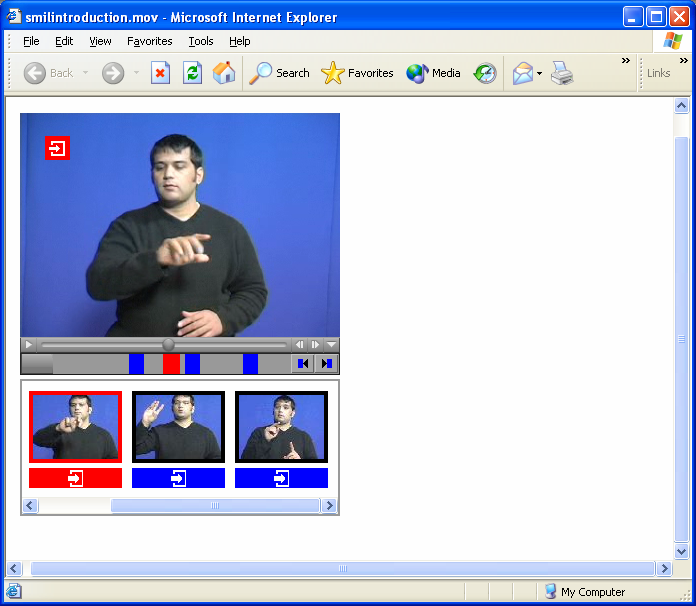 smilintroduction.mov - Microsoft Internet Explorer
File Edit View Favorites Tools Help
Back Search Favorites Media Links
My Computer